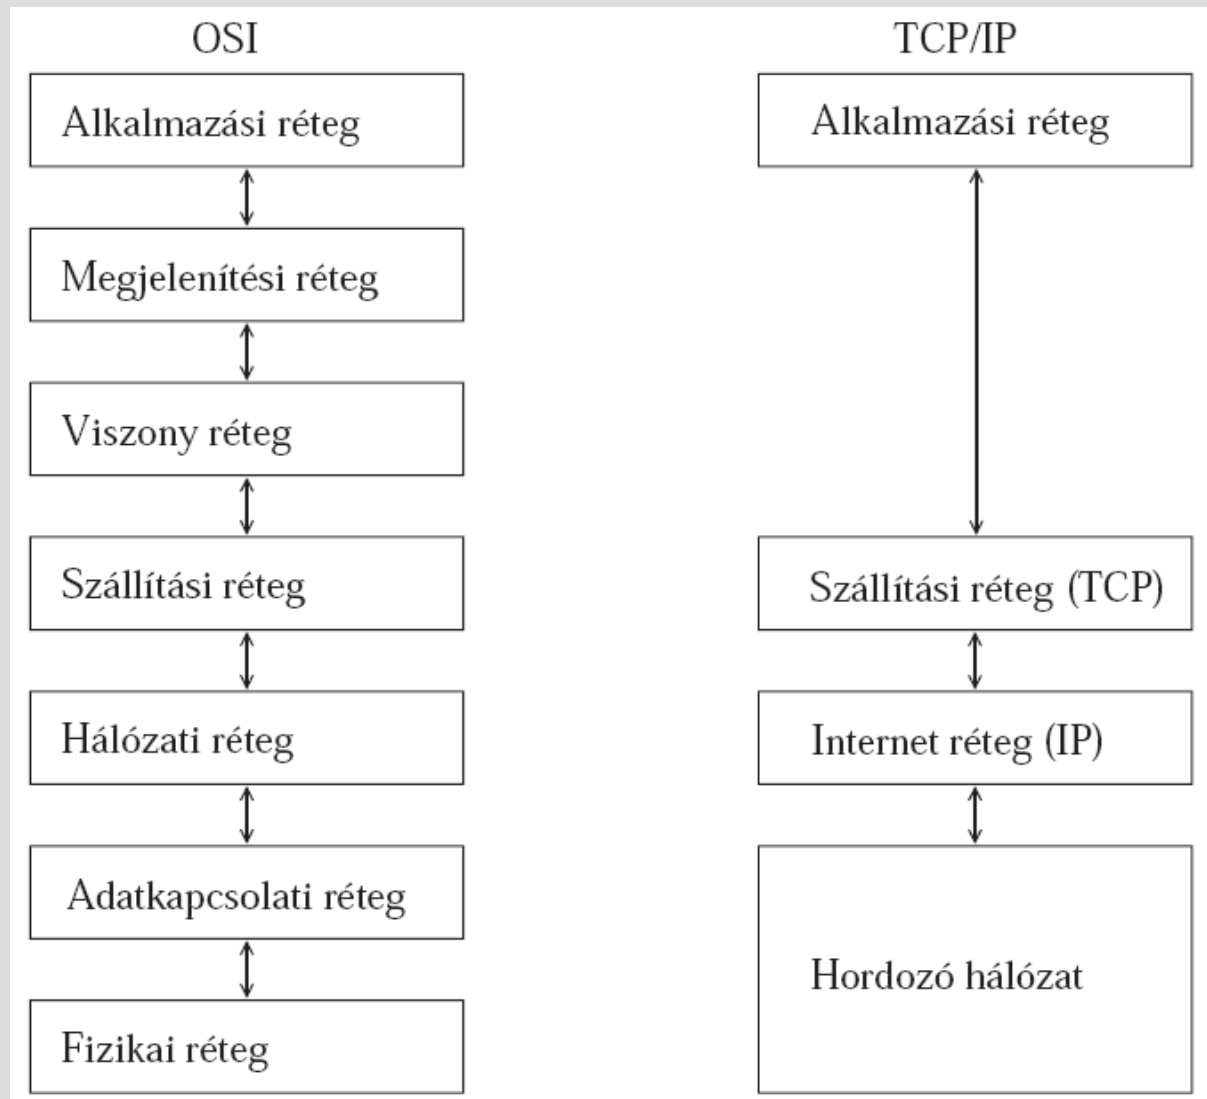 OSI
Alkalmazási réteg
Megjelenítési réteg
Viszony réteg
Szállítási réteg
Hálózati réteg
Adatkapcsolati réteg
Fizikai réteg
TCP/IP
Alkalmazási réteg
Szállítási réteg (TCP)
Internet réteg (IP)
Hordozó hálózat